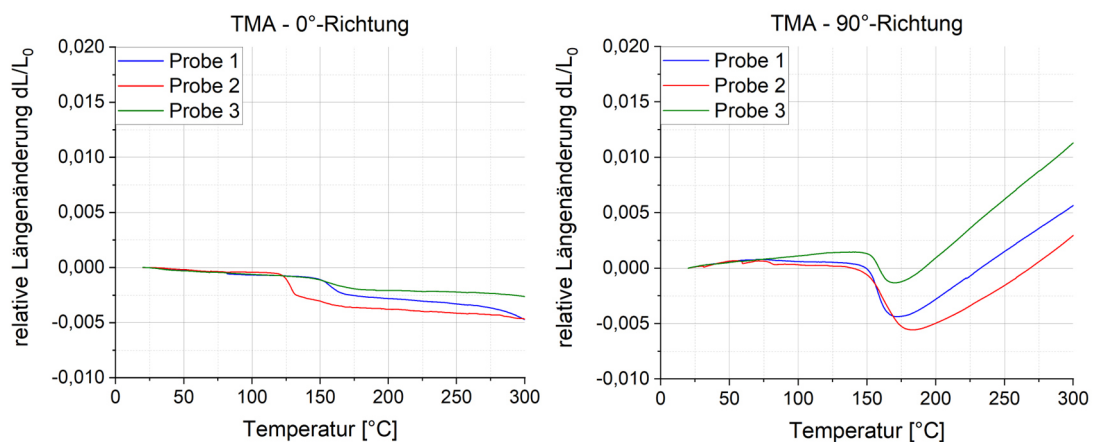 TMA - 0°-Richtung
relative Längenänderung dL/L0
0,020
0,015
0,010
0,005
0,000
-0,005
-0,010
Probe 1
Probe 2
Probe 3
0 50 100 150 200 250 300
Temperatur [°C]
TMA - 90°-Richtung
relative Längenänderung dL/L0
0,020
0,015
0,010
0,005
0,000
-0,005
-0,010
Probe 1
Probe 2
Probe 3
0 50 100 150 200 250 300
Temperatur [°C]